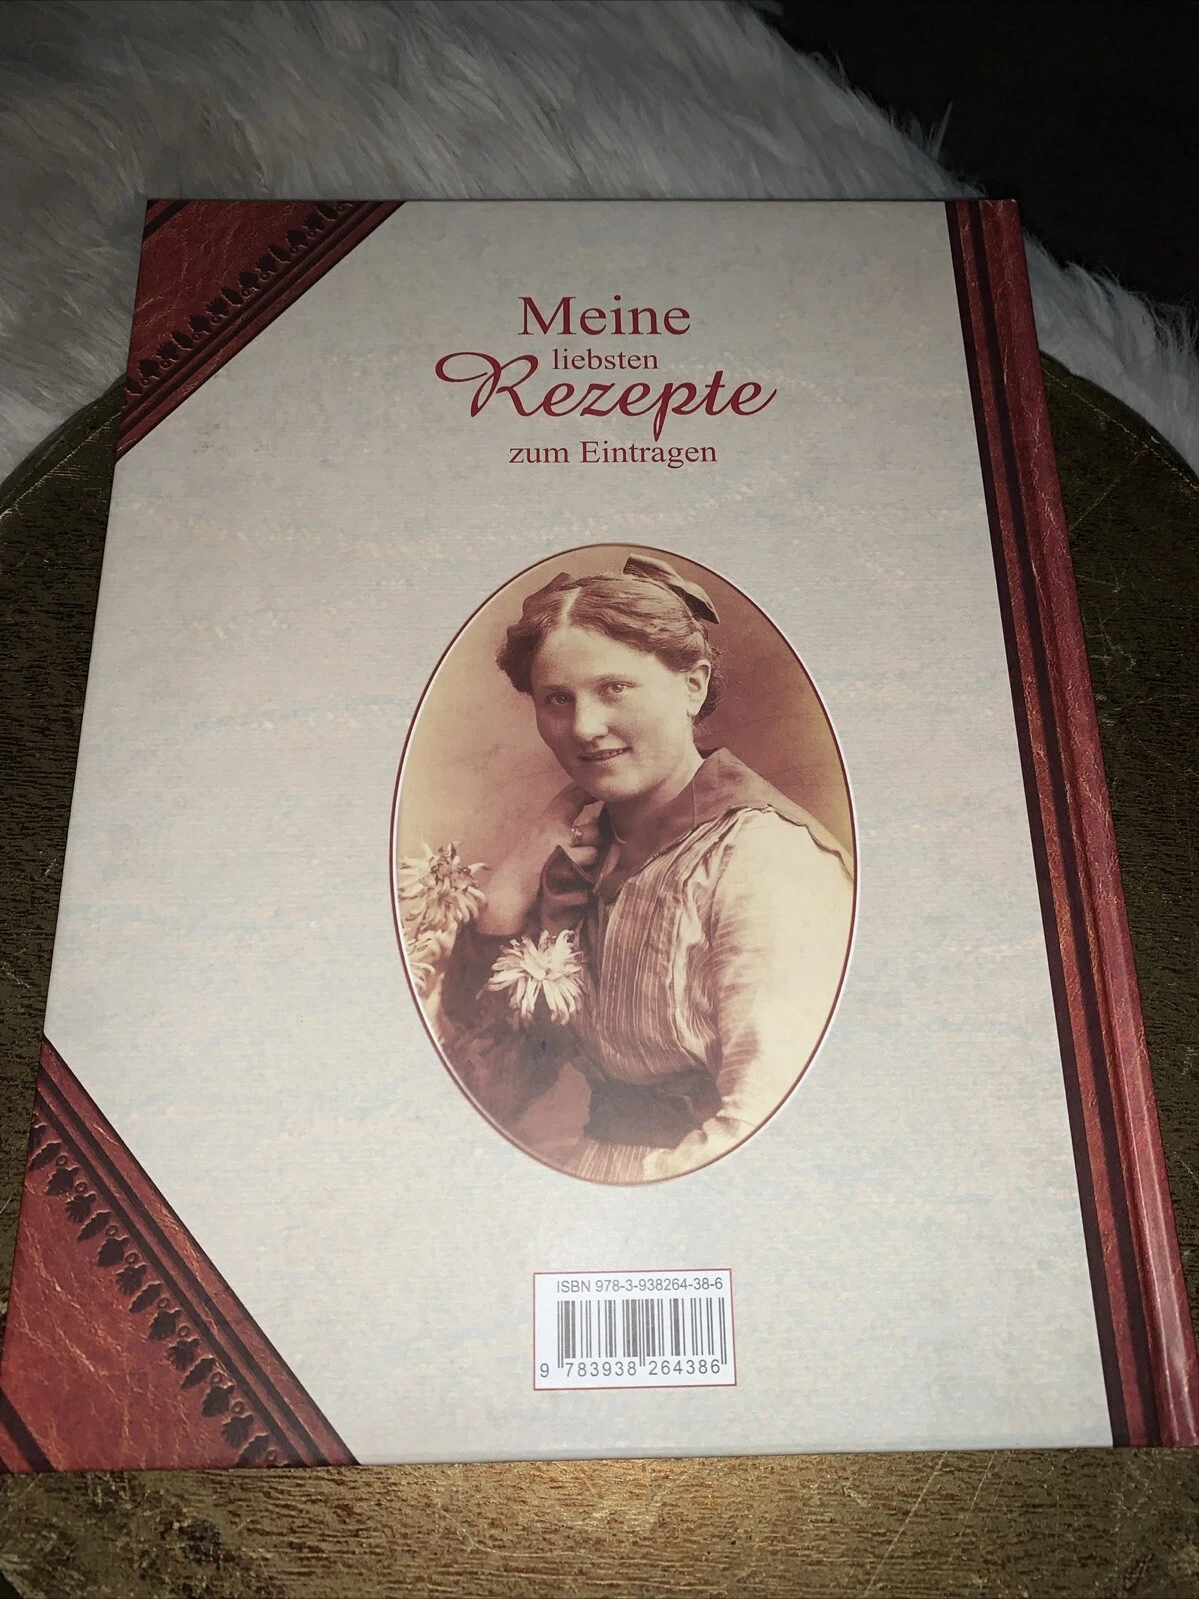 Meine
liebsten
Rezepte
zum Eintragen
ISBN 978-3-938264-38-6
9 783938 264386